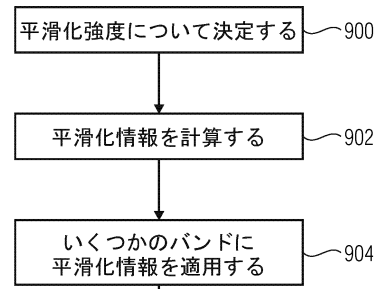 平滑化強度について決定する
900
平滑化情報を計算する
902
いくつかのバンドに
平滑化情報を適用する
904